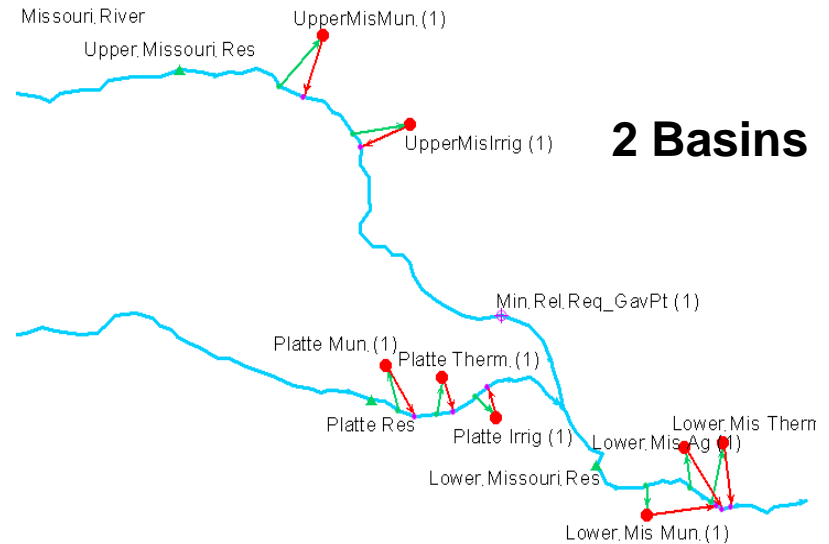 Missouri River
UpperMisMun. (1)
Upper Missouri Res
2 Basins
UpperMisIrrig (1)
Min.Rel.Req_GavPt (1)
Platte Mun. (1)
Platte Therm. (1)
Platte Res
Platte Irrig (1)
Lower Mis Therm
Lower Mis Ag (1)
Lower Missouri Res
Lower Mis Mun. (1)